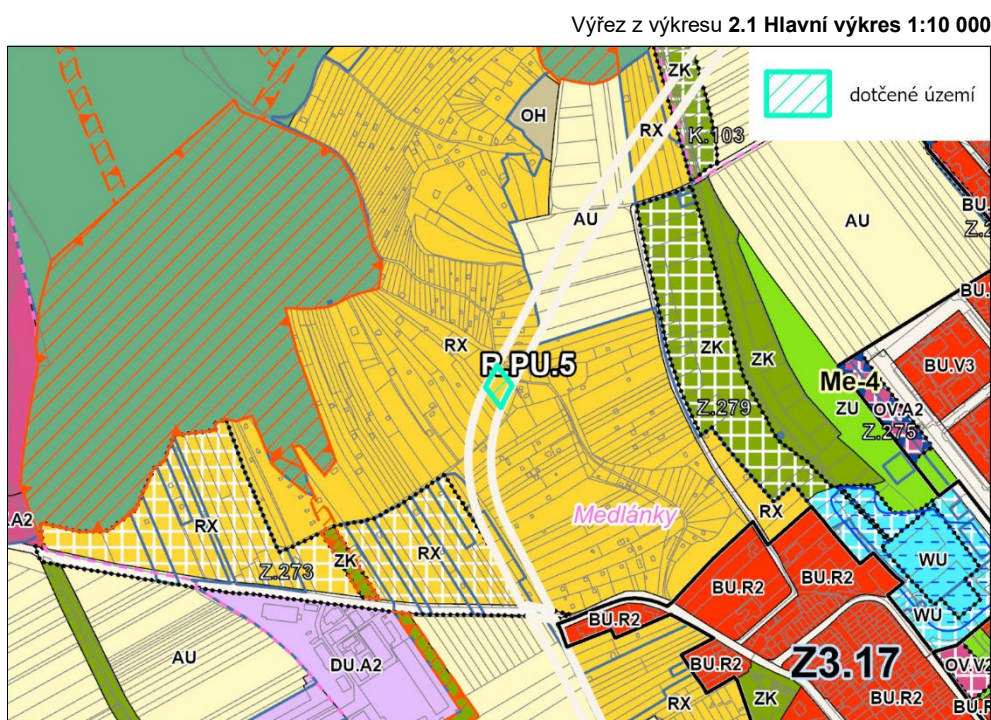 Výřez z výkresu 2.1 Hlavní výkres 1:10 000
dotčené území
ZK
OH
RX
K.103
AU
AU
BU.
Z.2
BU.
RX
R.PU.5
ZK
ZK
Me-4
BU.V3
ZU
OV.A2
Z.279
Z.275
.A2
RX
Medlánky
RX
RX
WU
Z.273
ZK
BU.R2
BU.R2
WU
BU.R2
AU
DU.A2
BU.R2
Z3.17
OV.V2
RX
ZK
BU.R2
BU.R